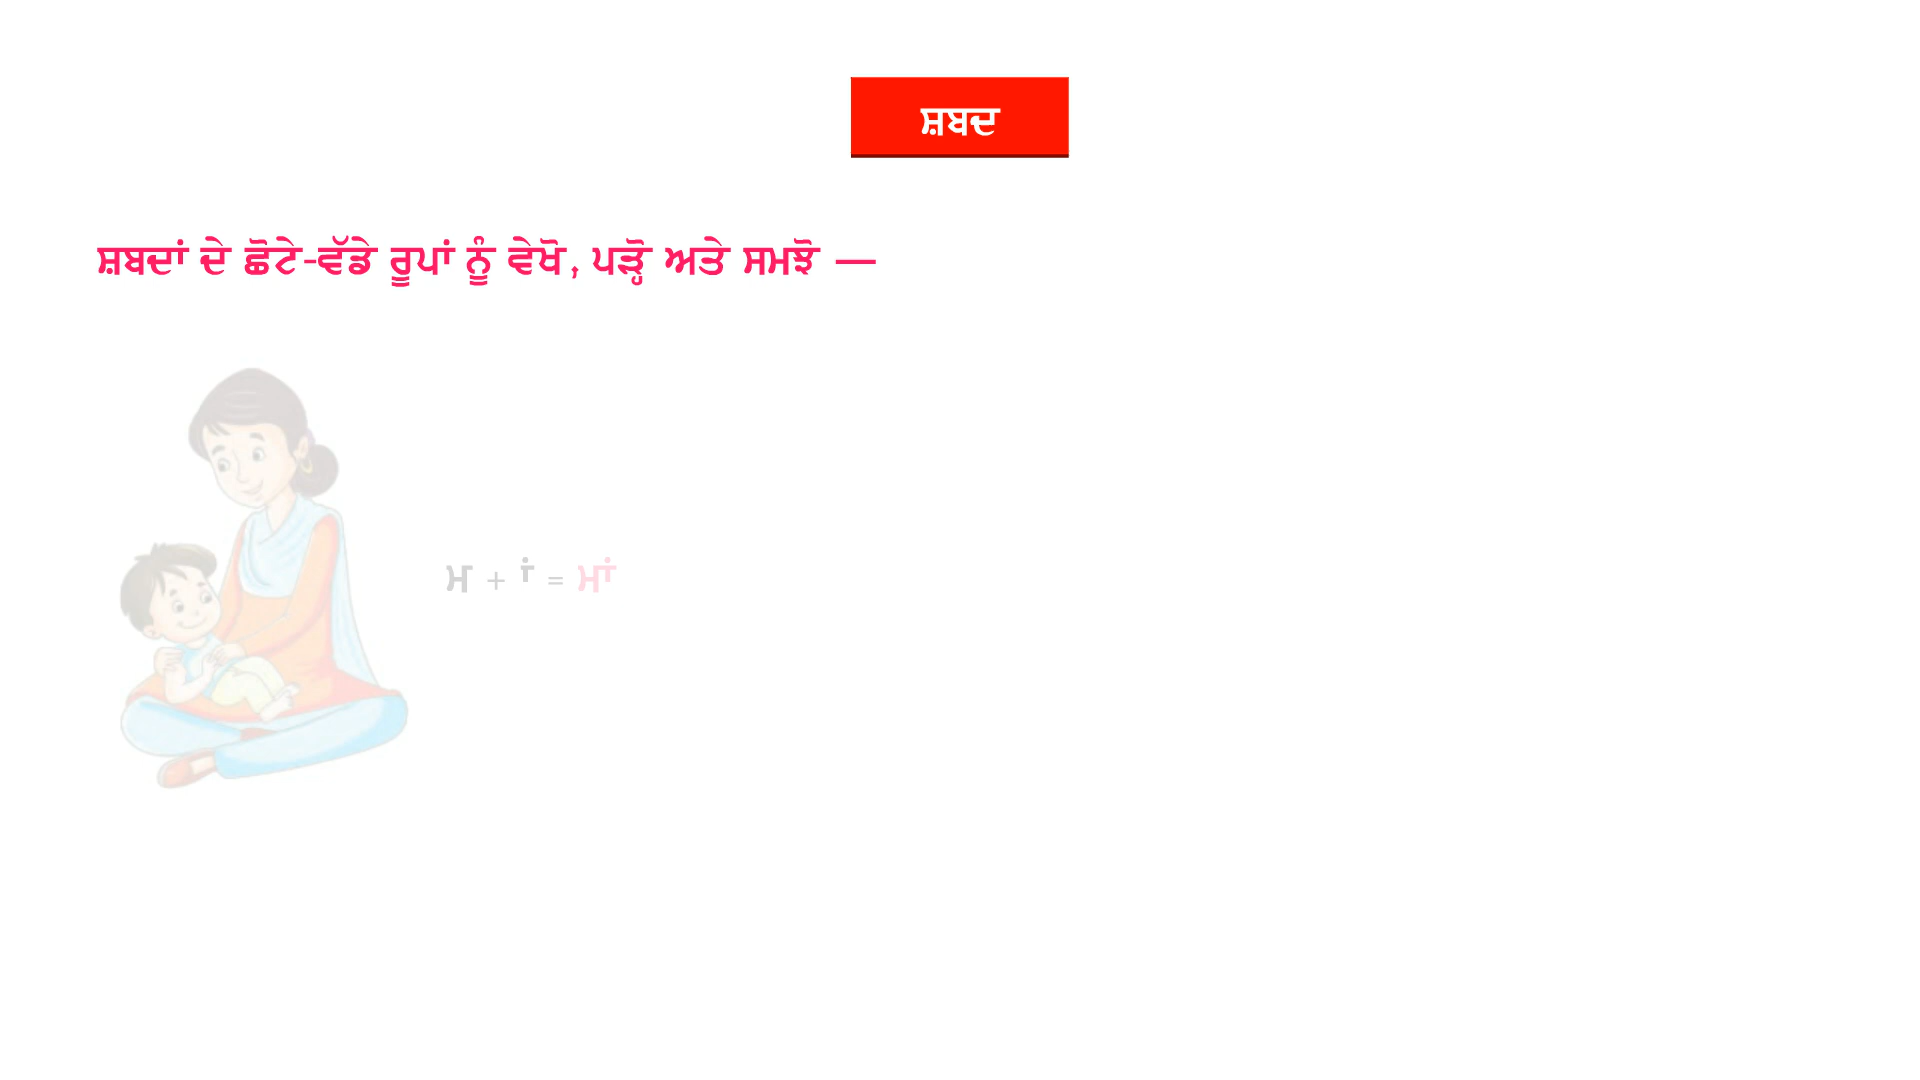 ਸ਼ਬਦ
ਸ਼ਬਦਾਂ ਦੇ ਛੋਟੇ-ਵੱਡੇ ਰੂਪਾਂ ਨੂੰ ਵੇਖੋ, ਪੜ੍ਹੋ ਅਤੇ ਸਮਝੋ —
ਮ + ਾਂ = ਮਾਂ